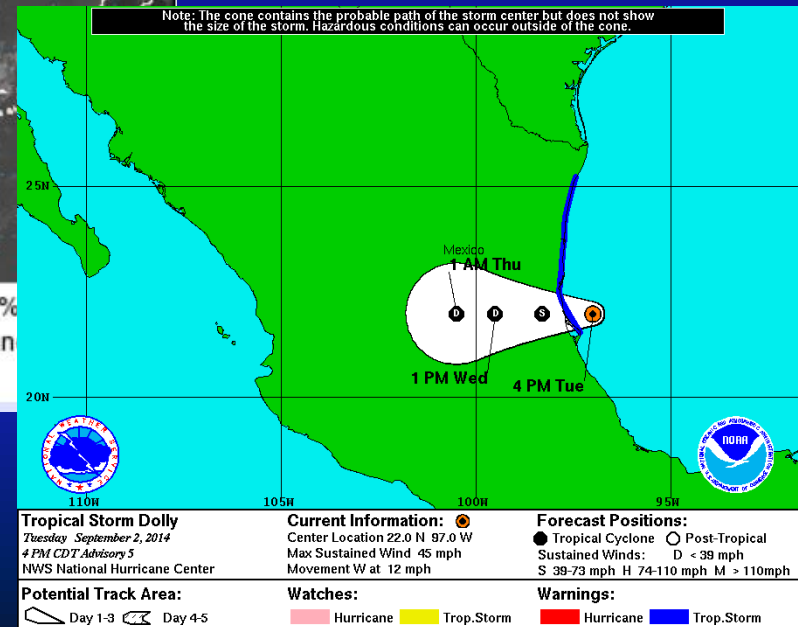 Note: The cone contains the probable path of the storm center but does not show
the size of the storm. Hazardous conditions can occur outside of the cone.
25N
Mexico
1 AM Thu
D D S
%
n
1 PM Wed
4 PM Tue
20N
NATIONAL WEATHER SERVICE
NOAA
110W 105W 100W 95W
Tropical Storm Dolly
Tuesday September 2, 2014
4 PM CDT Advisory 5
NWS National Hurricane Center
Current Information:
Center Location 22.0 N 97.0 W
Max Sustained Wind 45 mph
Movement W at 12 mph
Forecast Positions:
Tropical Cyclone Post-Tropical
Sustained Winds: D < 39 mph
S 39-73 mph H 74-110 mph M > 110mph
Potential Track Area:
Day 1-3 Day 4-5
Watches:
Hurricane Trop.Storm
Warnings:
Hurricane Trop.Storm